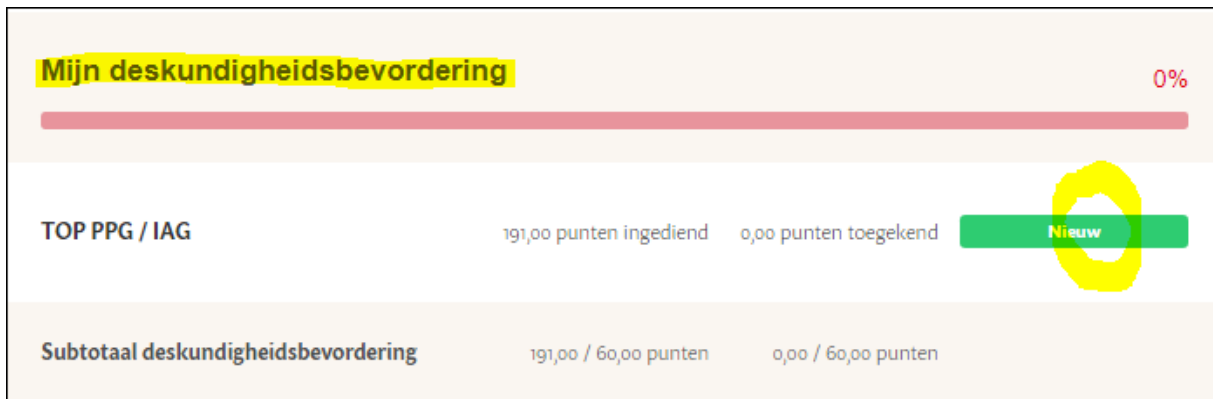 Mijn deskundigheidsbevordering
0%
TOP PPG / IAG 191,00 punten ingediend 0,00 punten toegekend Nieuw
Subtotaal deskundigheidsbevordering 191,00 / 60,00 punten 0,00 / 60,00 punten